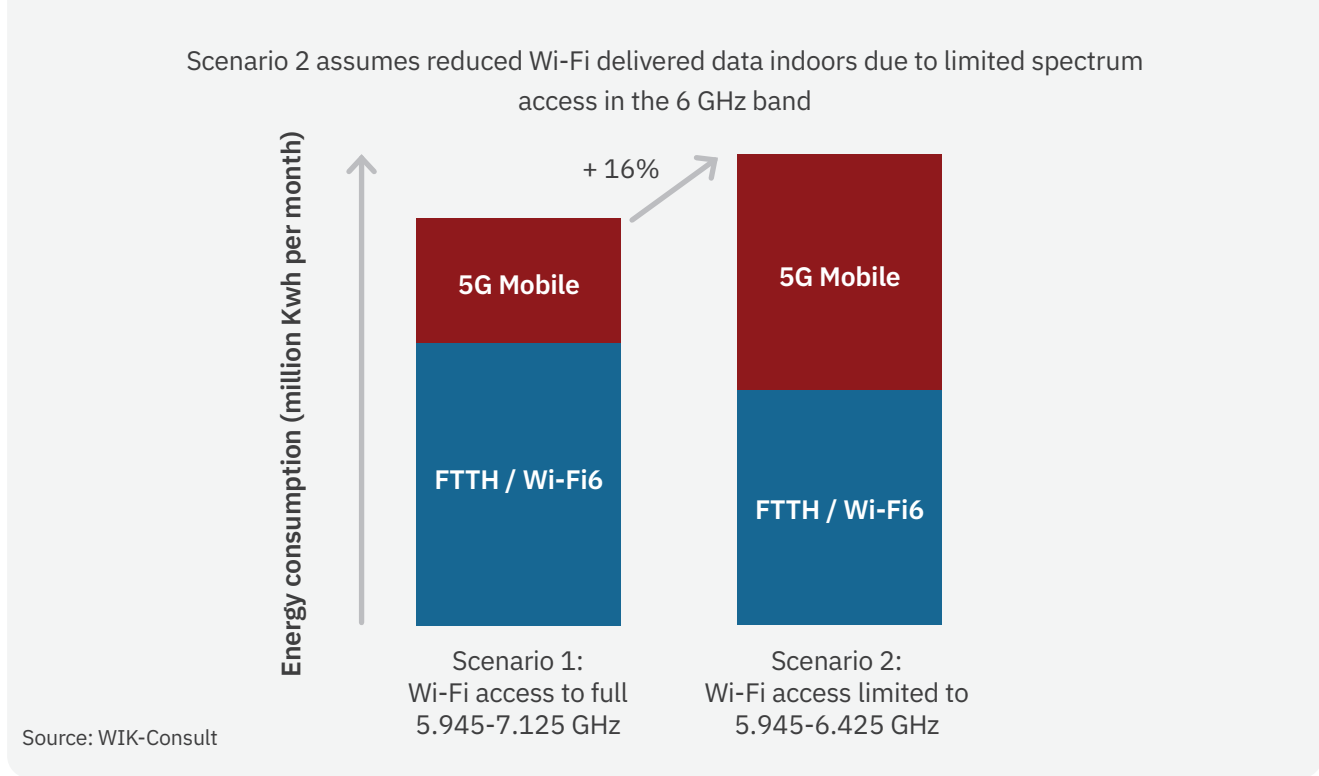 Scenario 2 assumes reduced Wi-Fi delivered data indoors due to limited spectrum
access in the 6 GHz band
Energy consumption (million Kwh per month)
+ 16%
5G Mobile
5G Mobile
FTTH / Wi-Fi6
FTTH / Wi-Fi6
Scenario 1:
Wi-Fi access to full
5.945-7.125 GHz
Scenario 2:
Wi-Fi access limited to
5.945-6.425 GHz
Source: WIK-Consult